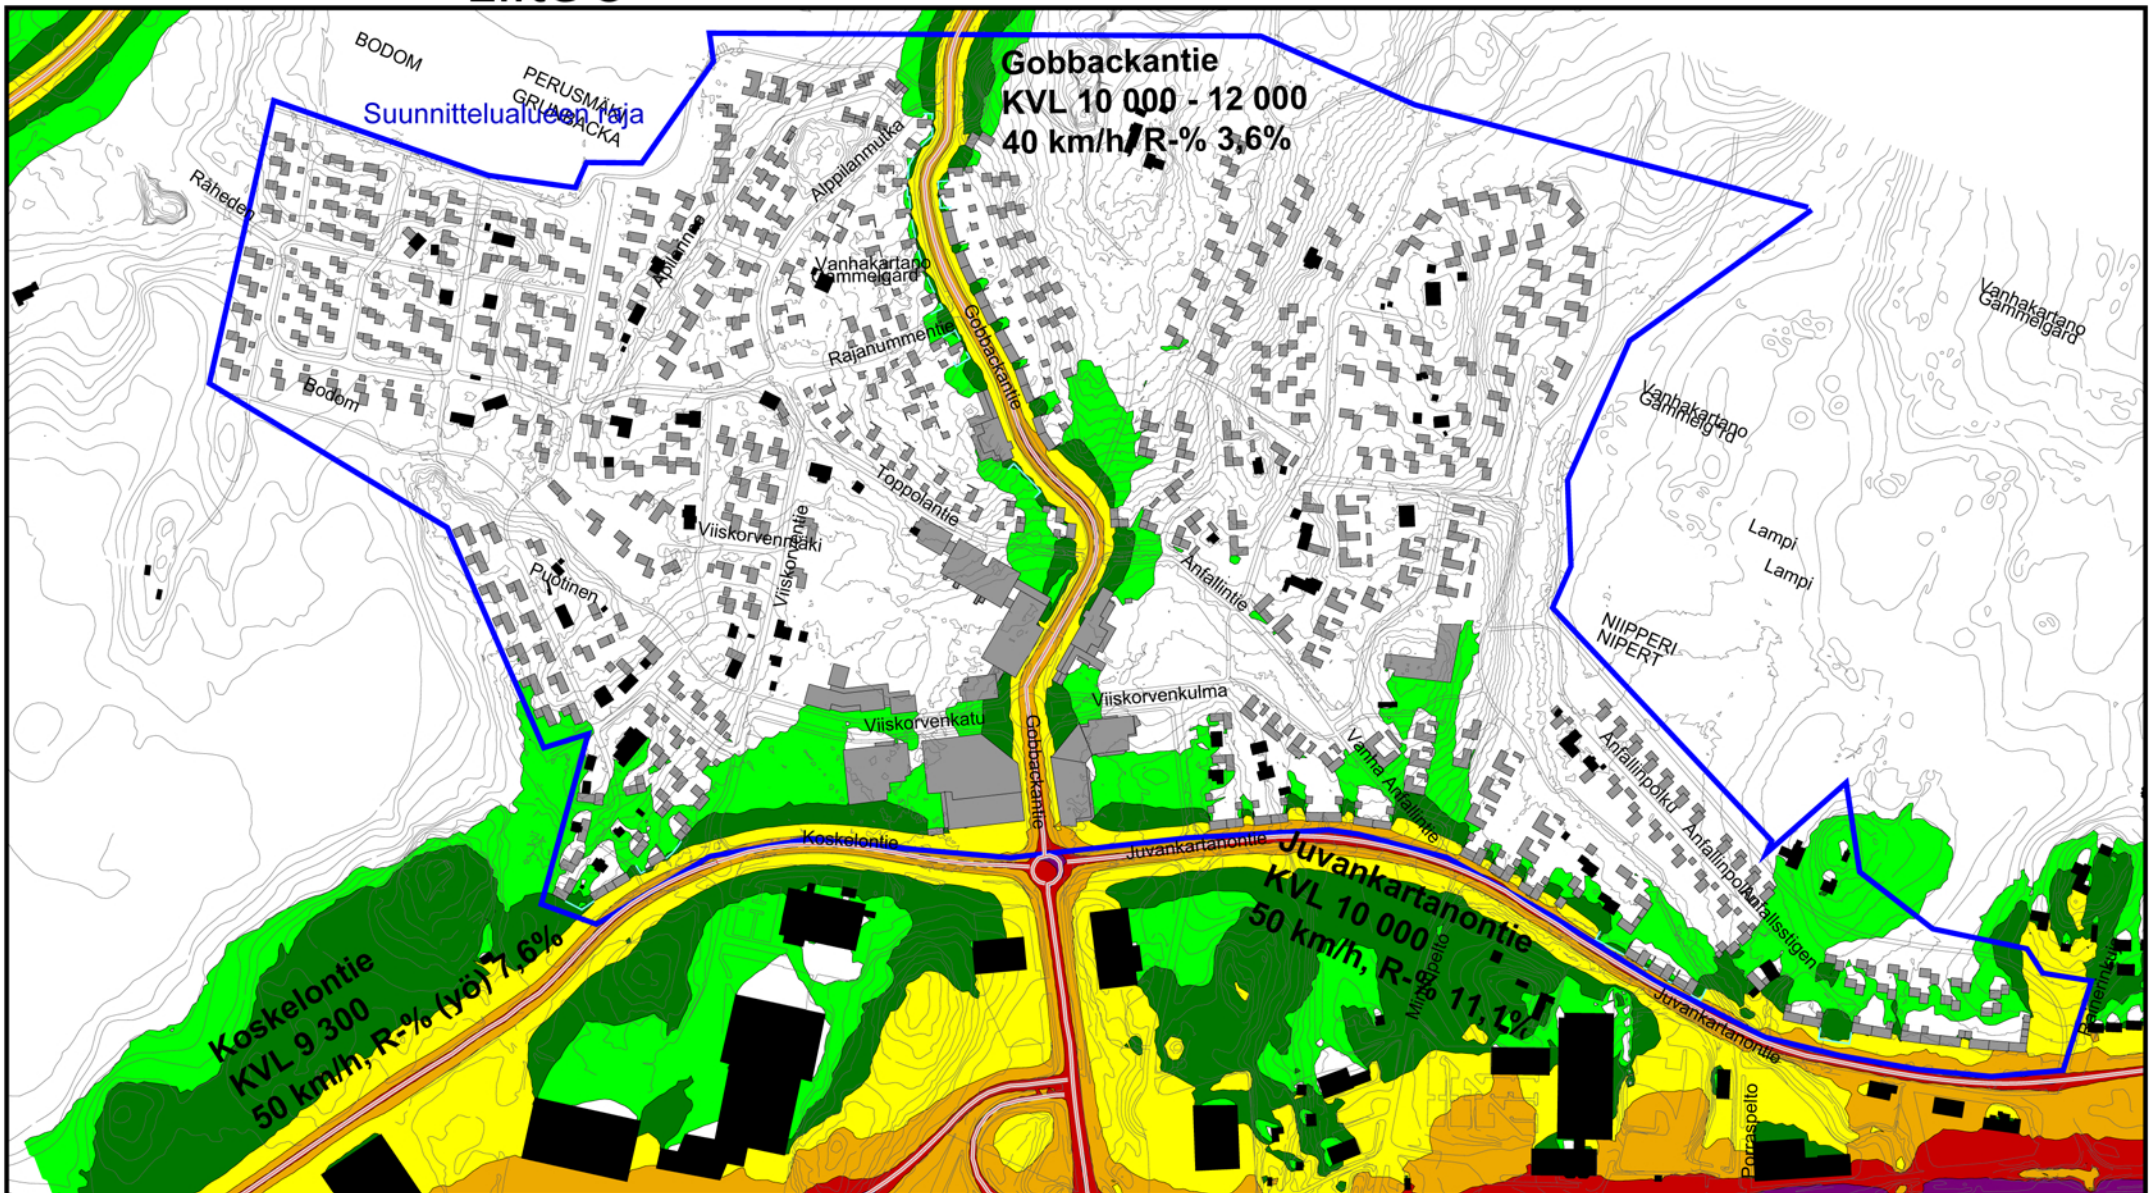 BODOM
PERUSMÄKI
GRUNBACKA
Suunnittelualueen raja
Gobbackantie
KVL 10 000 - 12 000
40 km/h, R-% 3,6%
Alppilanmutka
Råheden
Vanhakartano
Gammelgård
Vanhakartano
Gammelgård
Rajanummentie
Gobbackantie
Bodom
Vanhakartano
Toppolantie
Viiskorvenmäki
Viiskorventie
Lampi
Lampi
Puotinen
Anfallintie
NIIPPERI
NIPERT
Viiskorvenkatu
Viiskorvenkulma
Gobbackantie
Vanha Anfallintie
Anfallinpolku
Anfallinpolku
Anfallsstigen
Koskelontie
Juvankartanontie
Juvankartanontie
KVL 10 000
50 km/h, R-% 11,1%
Koskelontie
KVL 9 300
50 km/h, R-% (yö) 7,6%
Juvankartanontie
Porraspelto